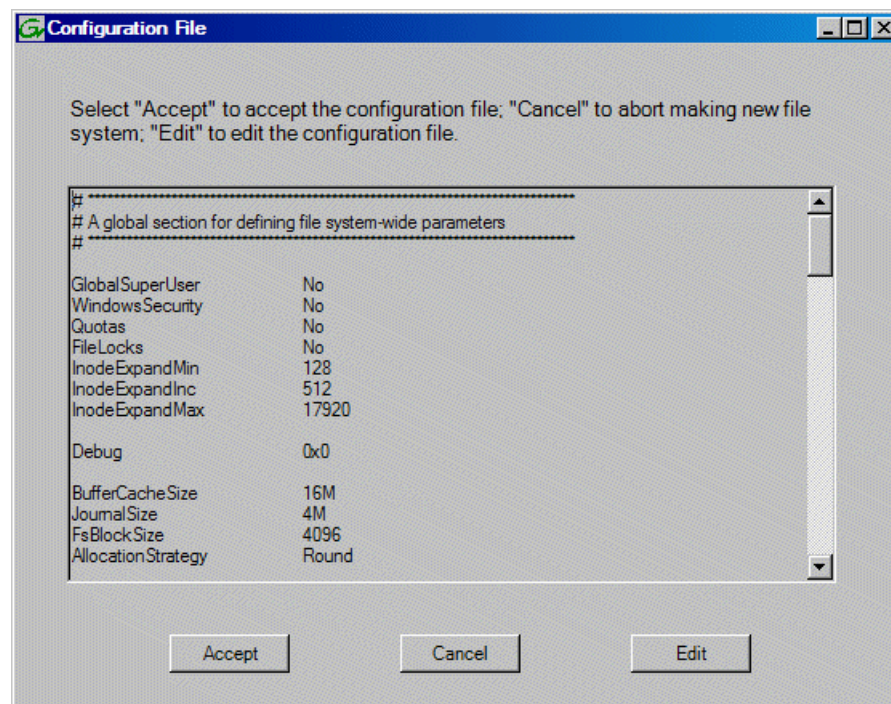 Configuration File
Select "Accept" to accept the configuration file; "Cancel" to abort making new file
system; "Edit" to edit the configuration file.
# ******************************************************************************
# A global section for defining file system-wide parameters
# ******************************************************************************
GlobalSuperUser No
WindowsSecurity No
Quotas No
FileLocks No
InodeExpandMin 128
InodeExpandInc 512
InodeExpandMax 17920
Debug 0x0
BufferCacheSize 16M
JournalSize 4M
FsBlockSize 4096
AllocationStrategy Round
Accept Cancel Edit